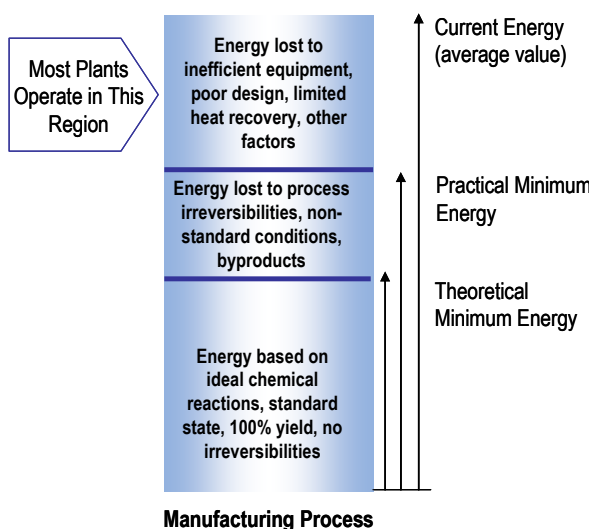 Most Plants
Operate in This
Region
Energy lost to
inefficient equipment,
poor design, limited
heat recovery, other
factors
Energy lost to process
irreversibilities, non-
standard conditions,
byproducts
Energy based on
ideal chemical
reactions, standard
state, 100% yield, no
irreversibilities
Current Energy
(average value)
Practical Minimum
Energy
Theoretical
Minimum Energy
Manufacturing Process